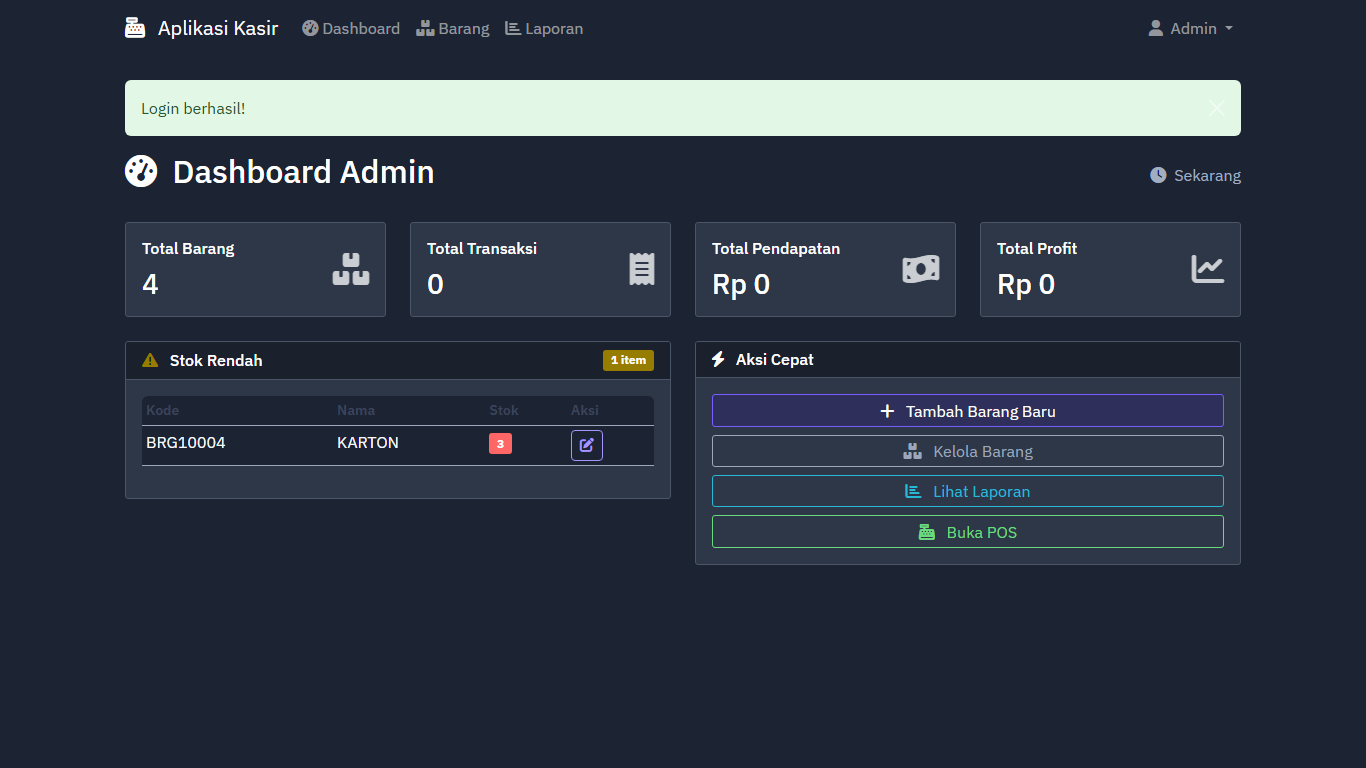 Aplikasi Kasir Dashboard Barang Laporan Admin
Login berhasil!
Dashboard Admin
Sekarang
Total Barang
4
Total Transaksi
0
Total Pendapatan
Rp 0
Total Profit
Rp 0
Stok Rendah 1 item
Kode Nama Stok Aksi
BRG10004 KARTON 3
Aksi Cepat
Tambah Barang Baru
Kelola Barang
Lihat Laporan
Buka POS